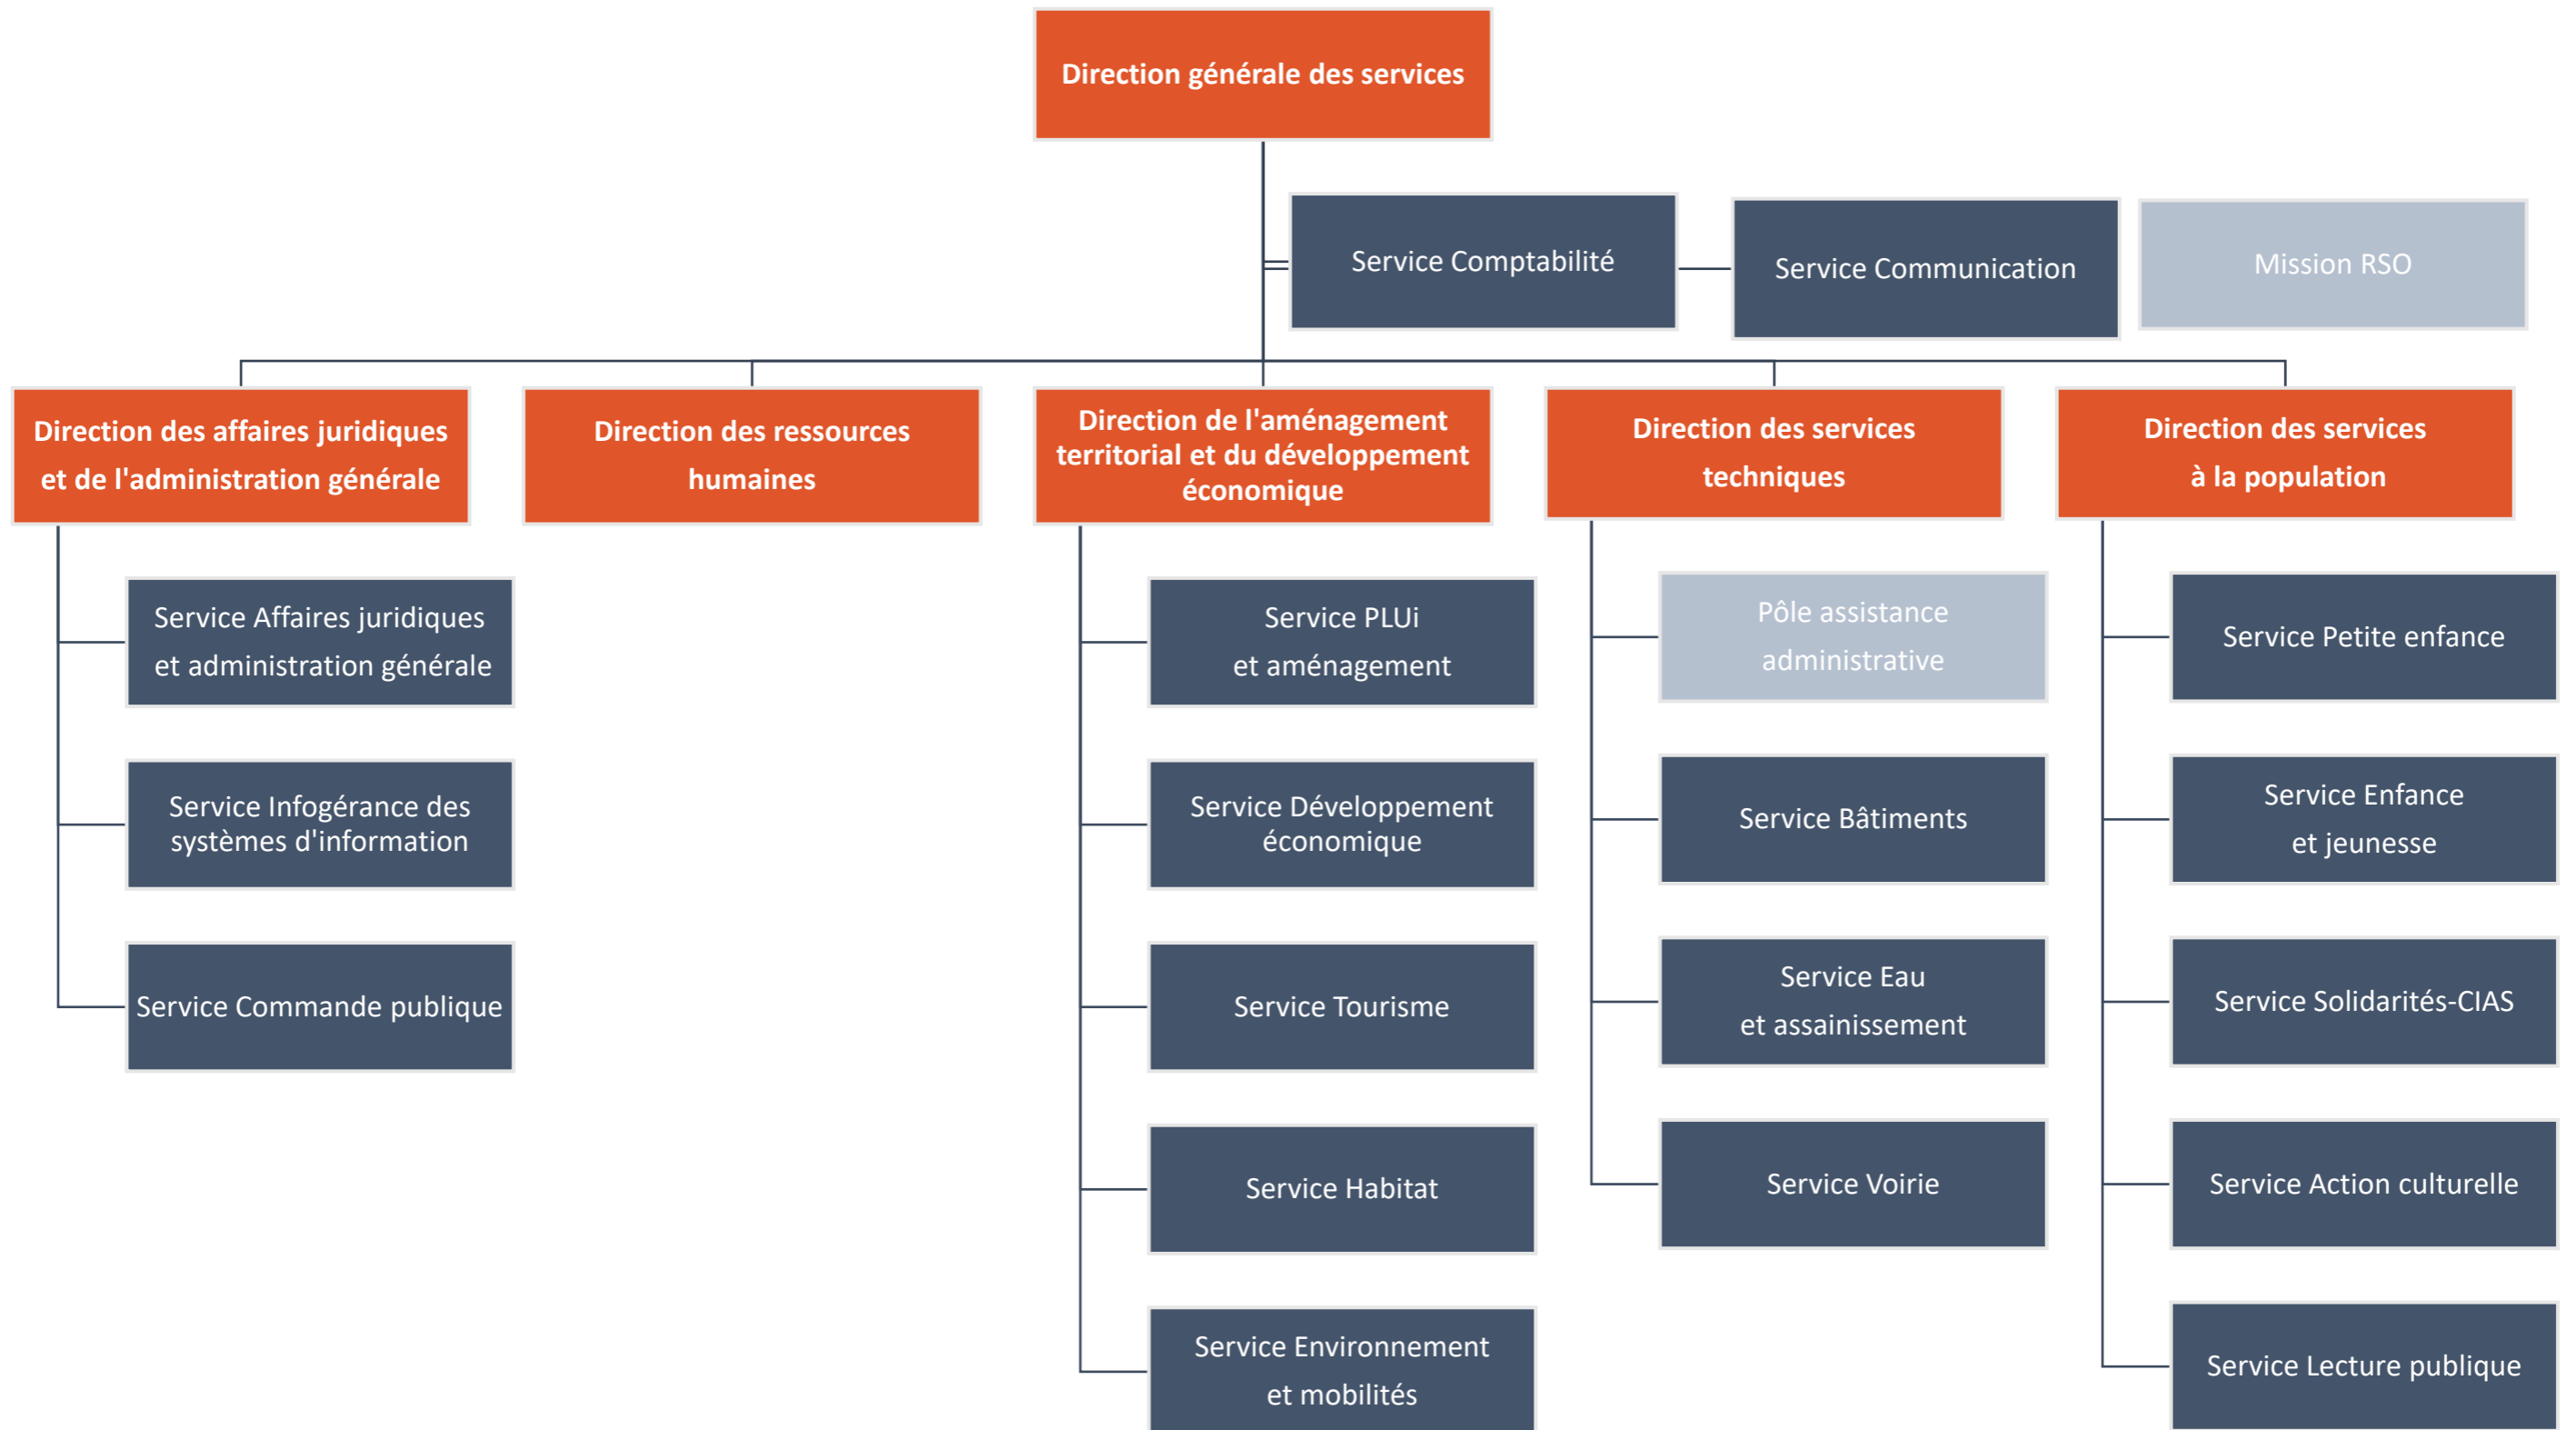 Direction générale des services
Service Comptabilité
Service Communication
Mission RSO
Direction des affaires juridiques
et de l'administration générale
Direction des ressources
humaines
Direction de l'aménagement
territorial et du développement
économique
Direction des services
techniques
Direction des services
à la population
Service Affaires juridiques
et administration générale
Service Infogérance des
systèmes d'information
Service Commande publique
Service PLUi
et aménagement
Service Développement
économique
Service Tourisme
Service Habitat
Service Environnement
et mobilités
Pôle assistance
administrative
Service Bâtiments
Service Eau
et assainissement
Service Voirie
Service Petite enfance
Service Enfance
et jeunesse
Service Solidarités-CIAS
Service Action culturelle
Service Lecture publique